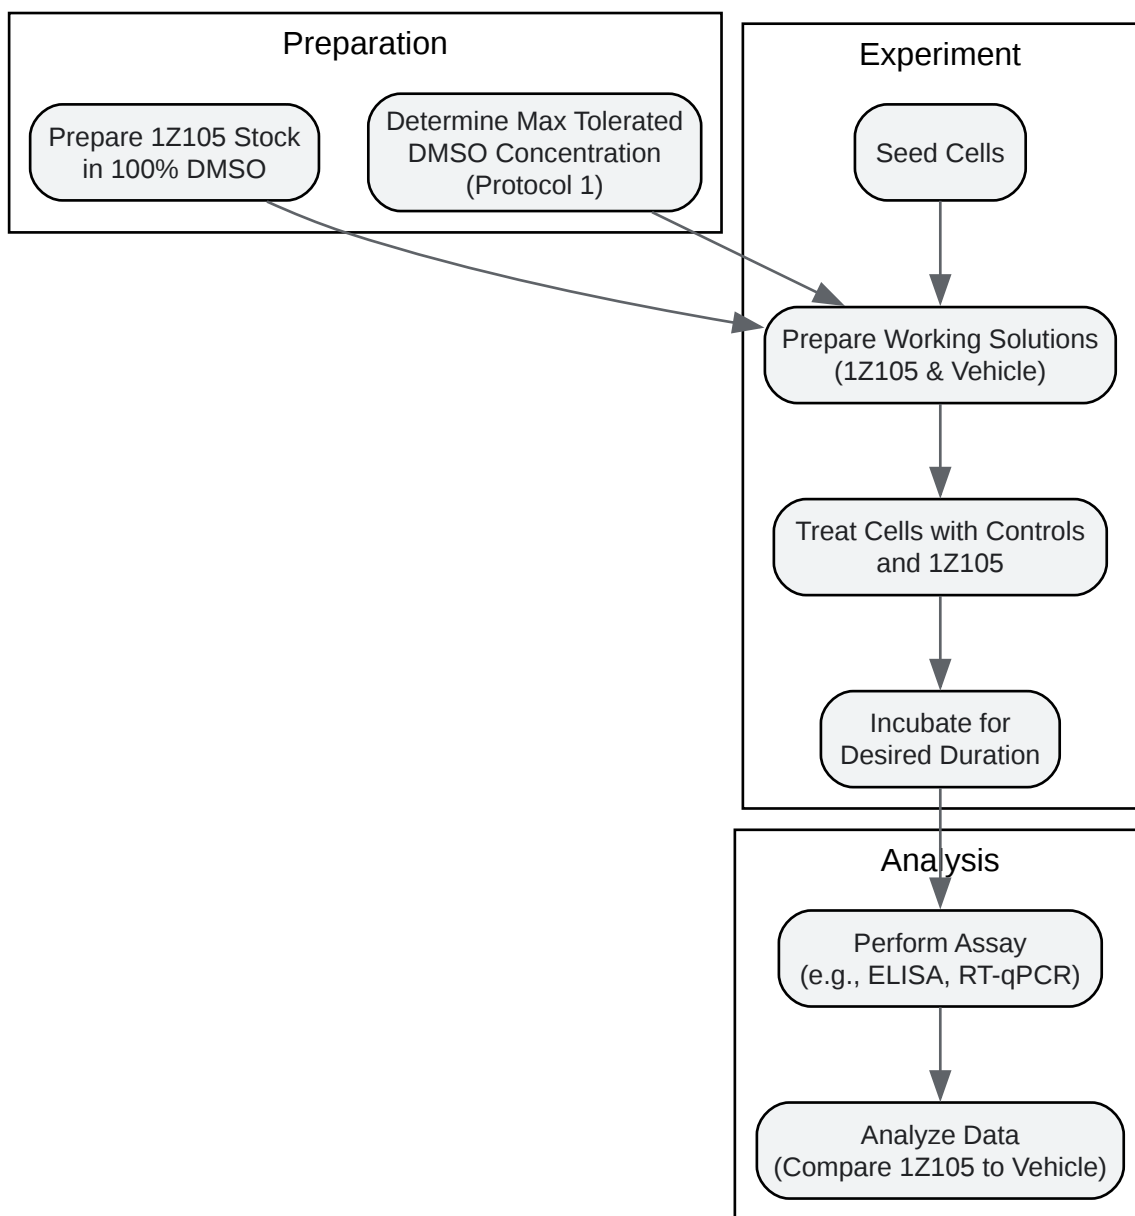 Preparation
Prepare 1Z105 Stock
in 100% DMSO
Determine Max Tolerated
DMSO Concentration
(Protocol 1)
Experiment
Seed Cells
Prepare Working Solutions
(1Z105 & Vehicle)
Treat Cells with Controls
and 1Z105
Incubate for
Desired Duration
Analysis
Perform Assay
(e.g., ELISA, RT-qPCR)
Analyze Data
(Compare 1Z105 to Vehicle)